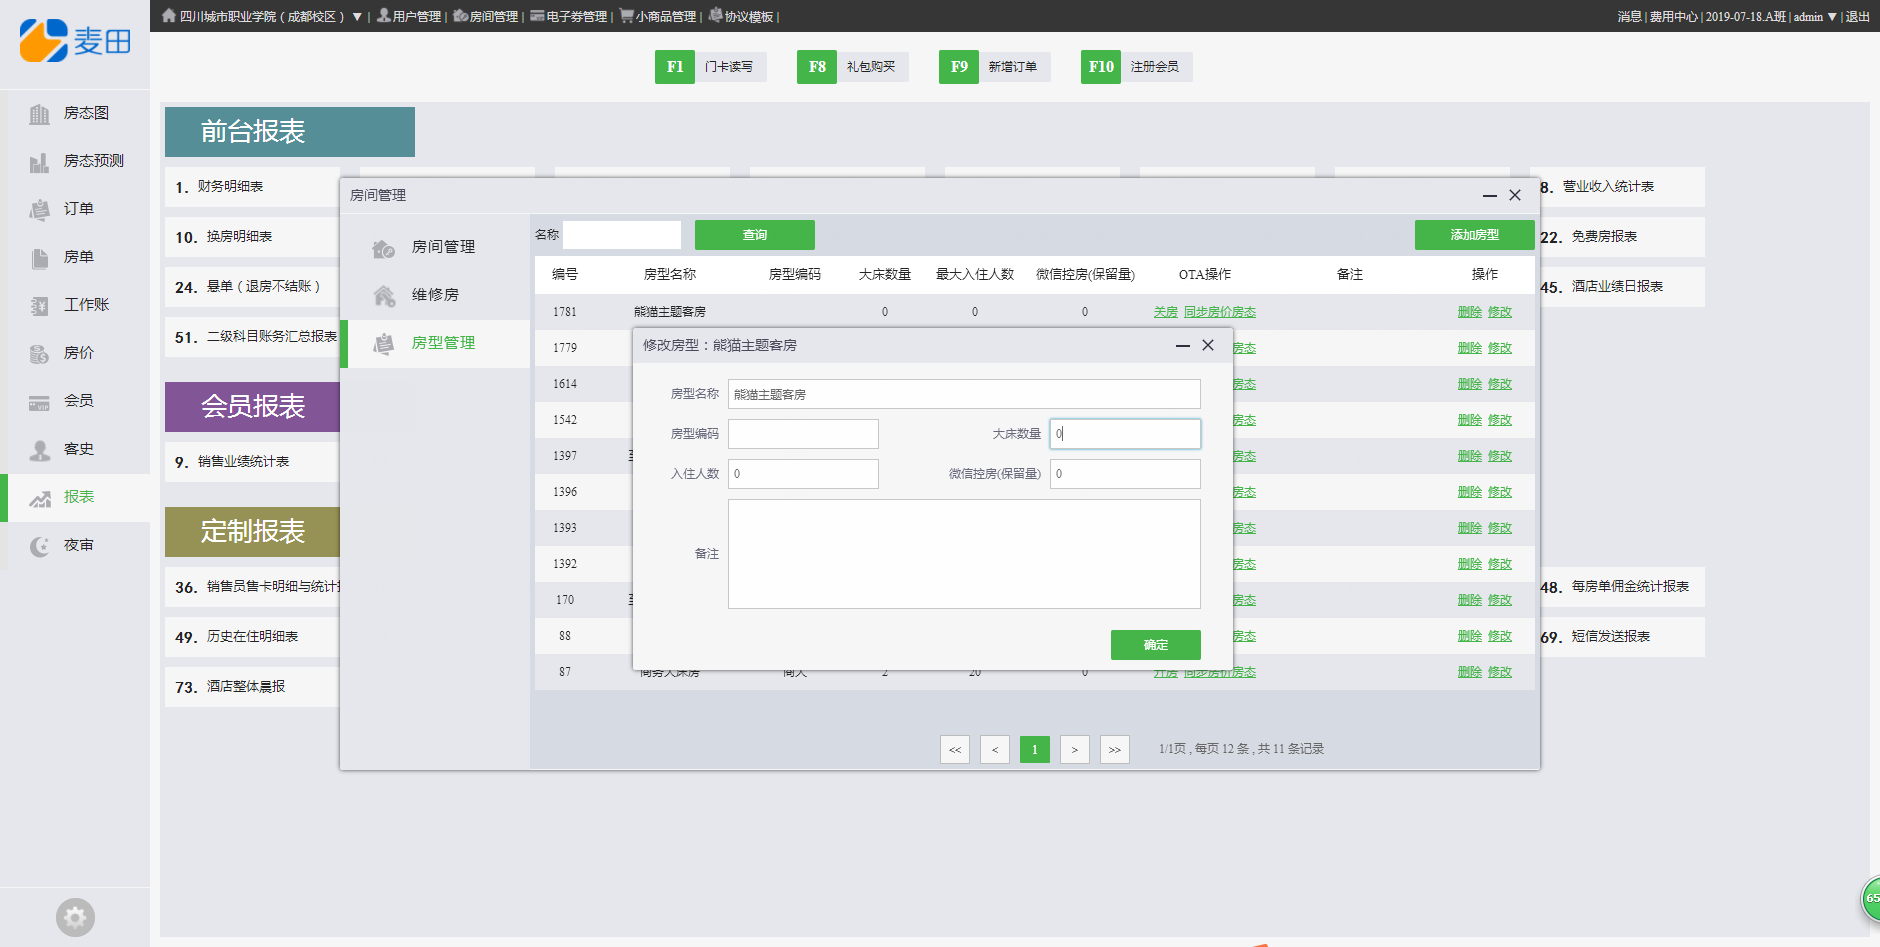 四川城市职业学院（成都校区） ▼ | 用户管理 | 房间管理 | 电子券管理 | 小商品管理 | 协议模板 |
消息 | 费用中心 | 2019-07-18.A班 | admin ▼ | 退出
麦田
F1 门卡读写 F8 礼包购买 F9 新增订单 F10 注册会员
房态图
房态预测
订单
房单
工作账
房价
会员
客史
报表
夜审
前台报表
1. 财务明细表
8. 营业收入统计表
10. 换房明细表
22. 免费房报表
24. 悬单（退房不结账）
45. 酒店业绩日报表
51. 二级科目账务汇总报表
会员报表
9. 销售业绩统计表
定制报表
36. 销售员售卡明细与统计
48. 每房单佣金统计报表
49. 历史在住明细表
69. 短信发送报表
73. 酒店整体晨报
房间管理
房间管理
维修房
房型管理
名称 查询 添加房型
编号 房型名称 房型编码 大床数量 最大入住人数 微信控房(保留量) OTA操作 备注 操作
1781 熊猫主题客房 0 0 0 关房 同步房价房态 删除 修改
1779 房态 删除 修改
1614 房态 删除 修改
1542 房态 删除 修改
1397 房态 删除 修改
1396 房态 删除 修改
1393 房态 删除 修改
1392 房态 删除 修改
170 房态 删除 修改
88 房态 删除 修改
87 商务大床房 商大 2 20 0 开房 同步房价房态 删除 修改
<< < 1 > >> 1/1页 , 每页 12 条 , 共 11 条记录
修改房型：熊猫主题客房
房型名称 熊猫主题客房
房型编码 大床数量 0
入住人数 0 微信控房(保留量) 0
备注
确定
65